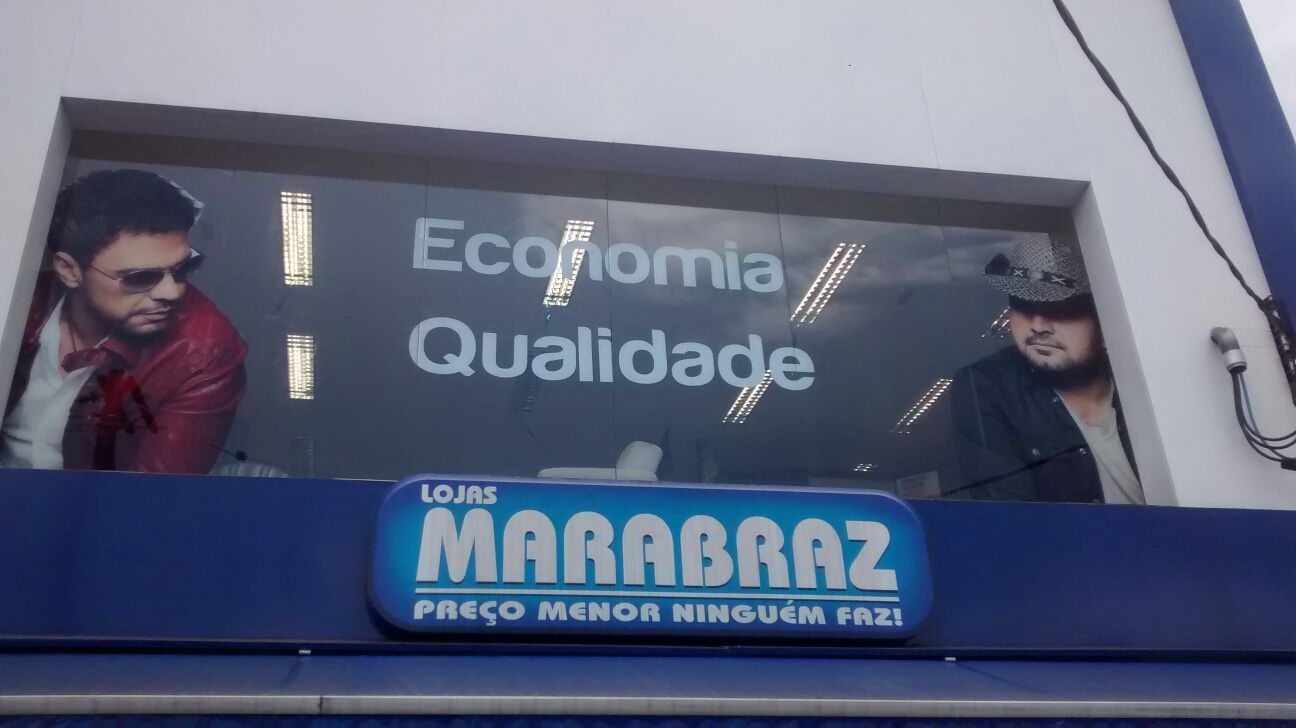 Economia
Qualidade
LOJAS
MARABRAZ
PREÇO MENOR NINGUÉM FAZ!